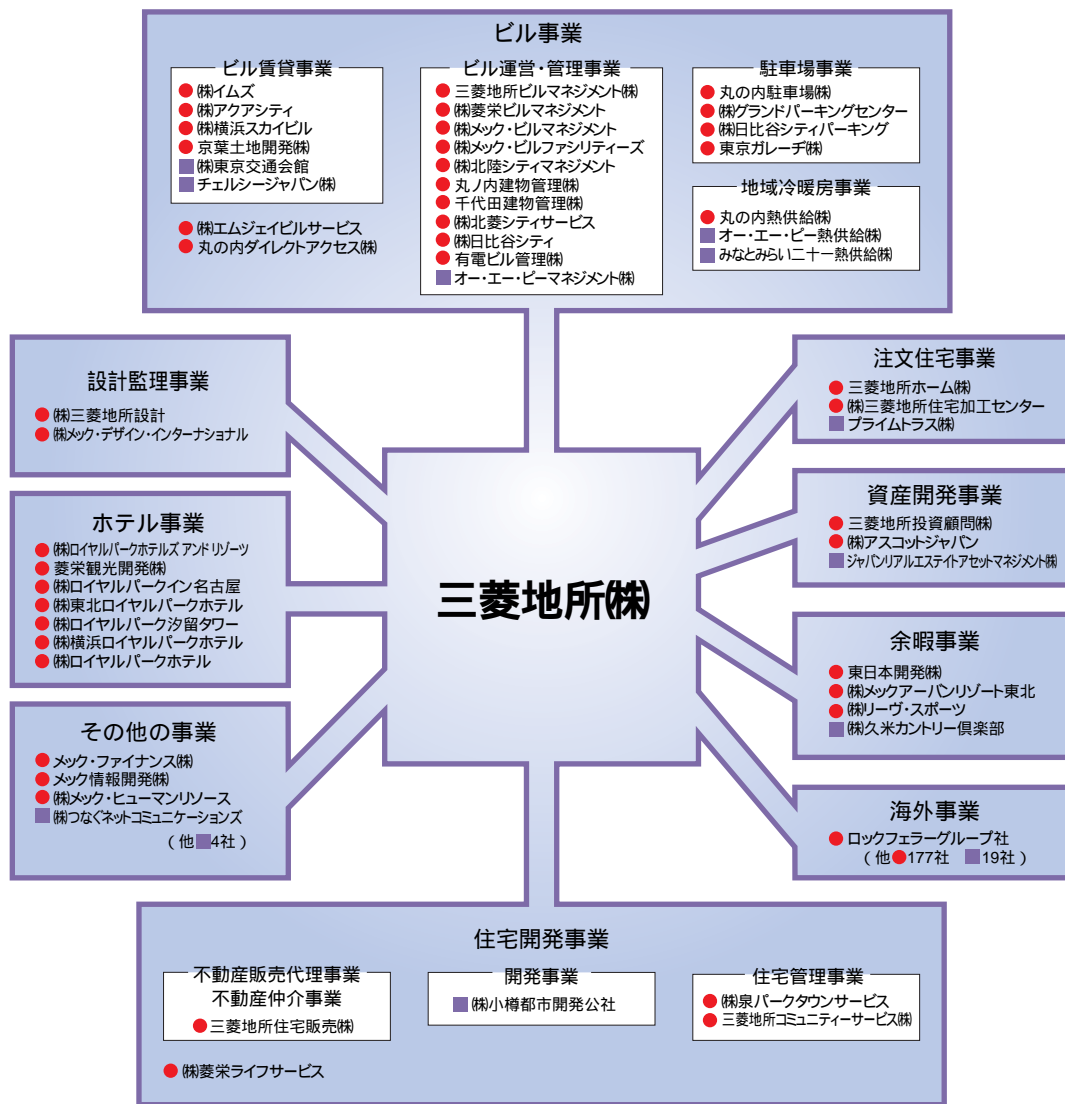 ビル事業
ビル賃貸事業
●㈱イムズ
●㈱アクアシティ
●㈱横浜スカイビル
●京葉土地開発㈱
■㈱東京交通会館
■チェルシージャパン㈱
●㈱エムジェイビルサービス
●丸の内ダイレクトアクセス㈱
ビル運営・管理事業
●三菱地所ビルマネジメント㈱
●㈱菱栄ビルマネジメント
●㈱メック・ビルマネジメント
●㈱メック・ビルファシリティーズ
●㈱北陸シティマネジメント
●丸ノ内建物管理㈱
●千代田建物管理㈱
●㈱北菱シティサービス
●㈱日比谷シティ
●有電ビル管理㈱
■オー・エー・ピーマネジメント㈱
駐車場事業
●丸の内駐車場㈱
●㈱グランドパーキングセンター
●㈱日比谷シティパーキング
●東京ガレーヂ㈱
地域冷暖房事業
●丸の内熱供給㈱
■オー・エー・ピー熱供給㈱
■みなとみらい二十一熱供給㈱
設計監理事業
●㈱三菱地所設計
●㈱メック・デザイン・インターナショナル
ホテル事業
●㈱ロイヤルパークホテルズ アンド リゾーツ
●菱栄観光開発㈱
●㈱ロイヤルパークイン名古屋
●㈱東北ロイヤルパークホテル
●㈱ロイヤルパーク汐留タワー
●㈱横浜ロイヤルパークホテル
●㈱ロイヤルパークホテル
その他の事業
●メック・ファイナンス㈱
●メック情報開発㈱
●㈱メック・ヒューマンリソース
■㈱つなぐネットコミュニケーションズ
（他■4社）
三菱地所㈱
注文住宅事業
●三菱地所ホーム㈱
●㈱三菱地所住宅加工センター
■プライムトラス㈱
資産開発事業
●三菱地所投資顧問㈱
●㈱アスコットジャパン
■ジャパンリアルエステイトアセットマネジメント㈱
余暇事業
●東日本開発㈱
●㈱メックアーバンリゾート東北
●㈱リーヴ・スポーツ
■㈱久米カントリー倶楽部
海外事業
●ロックフェラーグループ社
（他●177社 ■19社）
住宅開発事業
不動産販売代理事業
不動産仲介事業
●三菱地所住宅販売㈱
●㈱菱栄ライフサービス
開発事業
■㈱小樽都市開発公社
住宅管理事業
●㈱泉パークタウンサービス
●三菱地所コミュニティーサービス㈱